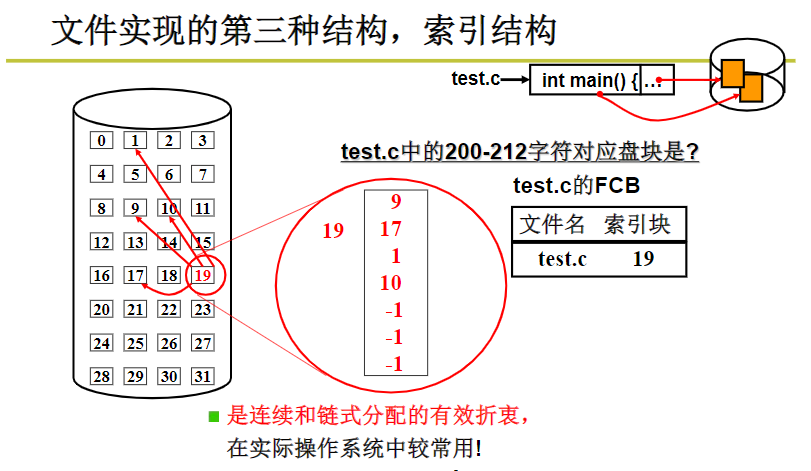 文件实现的第三种结构，索引结构
test.c
int main() { …
0 1 2 3
4 5 6 7
8 9 10 11
12 13 14 15
16 17 18 19
20 21 22 23
24 25 26 27
28 29 30 31
test.c中的200-212字符对应盘块是?
19
9
17
1
10
-1
-1
-1
test.c的FCB
文件名 索引块
test.c 19
是连续和链式分配的有效折衷，
在实际操作系统中较常用!